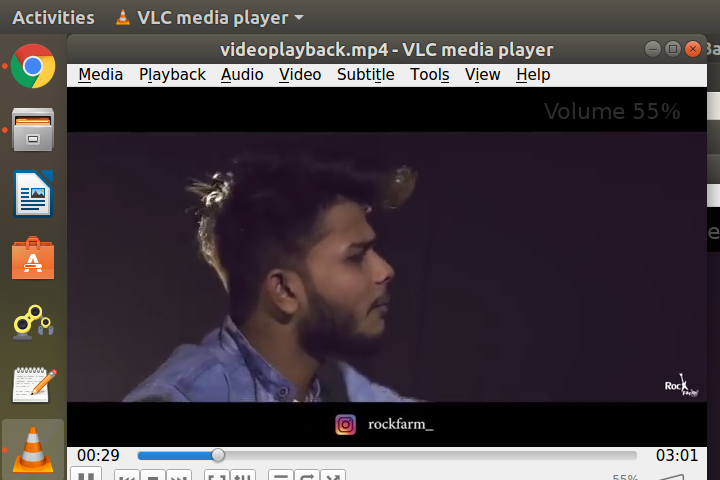 Activities VLC media player
videoplayback.mp4 - VLC media player
Media Playback Audio Video Subtitle Tools View Help
Volume 55%
Rock
rockfarm_
00:29 03:01
55%